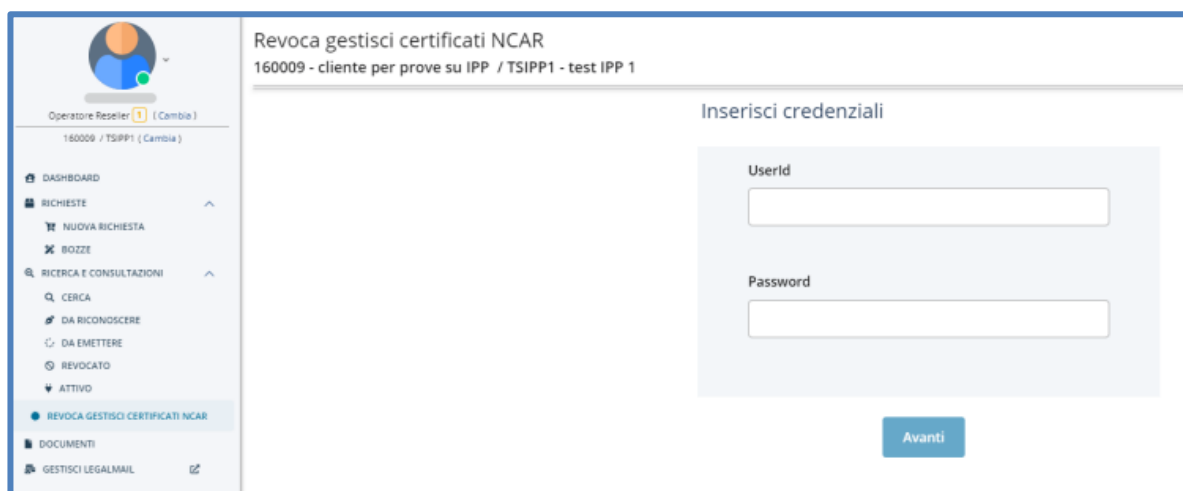 Operatore Reseller 1 ( Cambia )
160009 / TSIPP1 ( Cambia )
DASHBOARD
RICHIESTE
NUOVA RICHIESTA
BOZZE
RICERCA E CONSULTAZIONI
CERCA
DA RICONOSCERE
DA EMETTERE
REVOCATO
ATTIVO
REVOCA GESTISCI CERTIFICATI NCAR
DOCUMENTI
GESTISCI LEGALMAIL
Revoca gestisci certificati NCAR
160009 - cliente per prove su IPP / TSIPP1 - test IPP 1
Inserisci credenziali
UserId
Password
Avanti